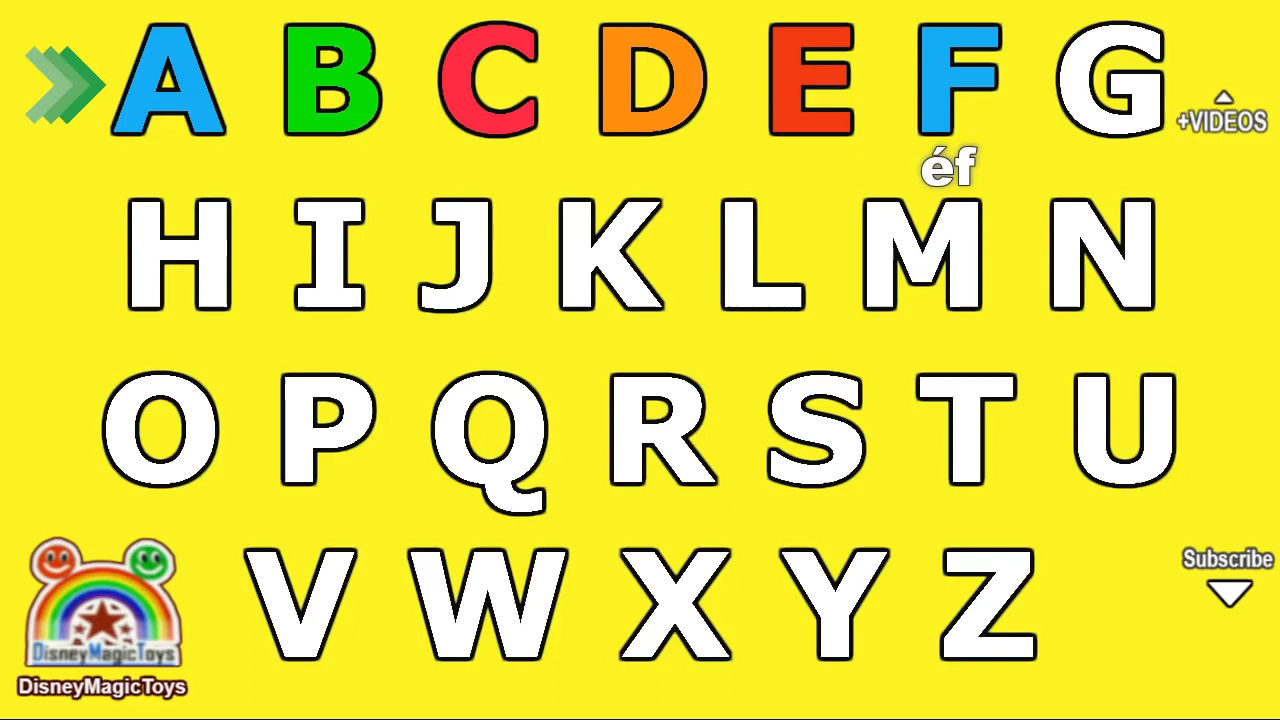 A B C D E F G
+VIDEOS
éf
H I J K L M N
O P Q R S T U
V W X Y Z
Subscribe
DisneyMagicToys
DisneyMagicToys